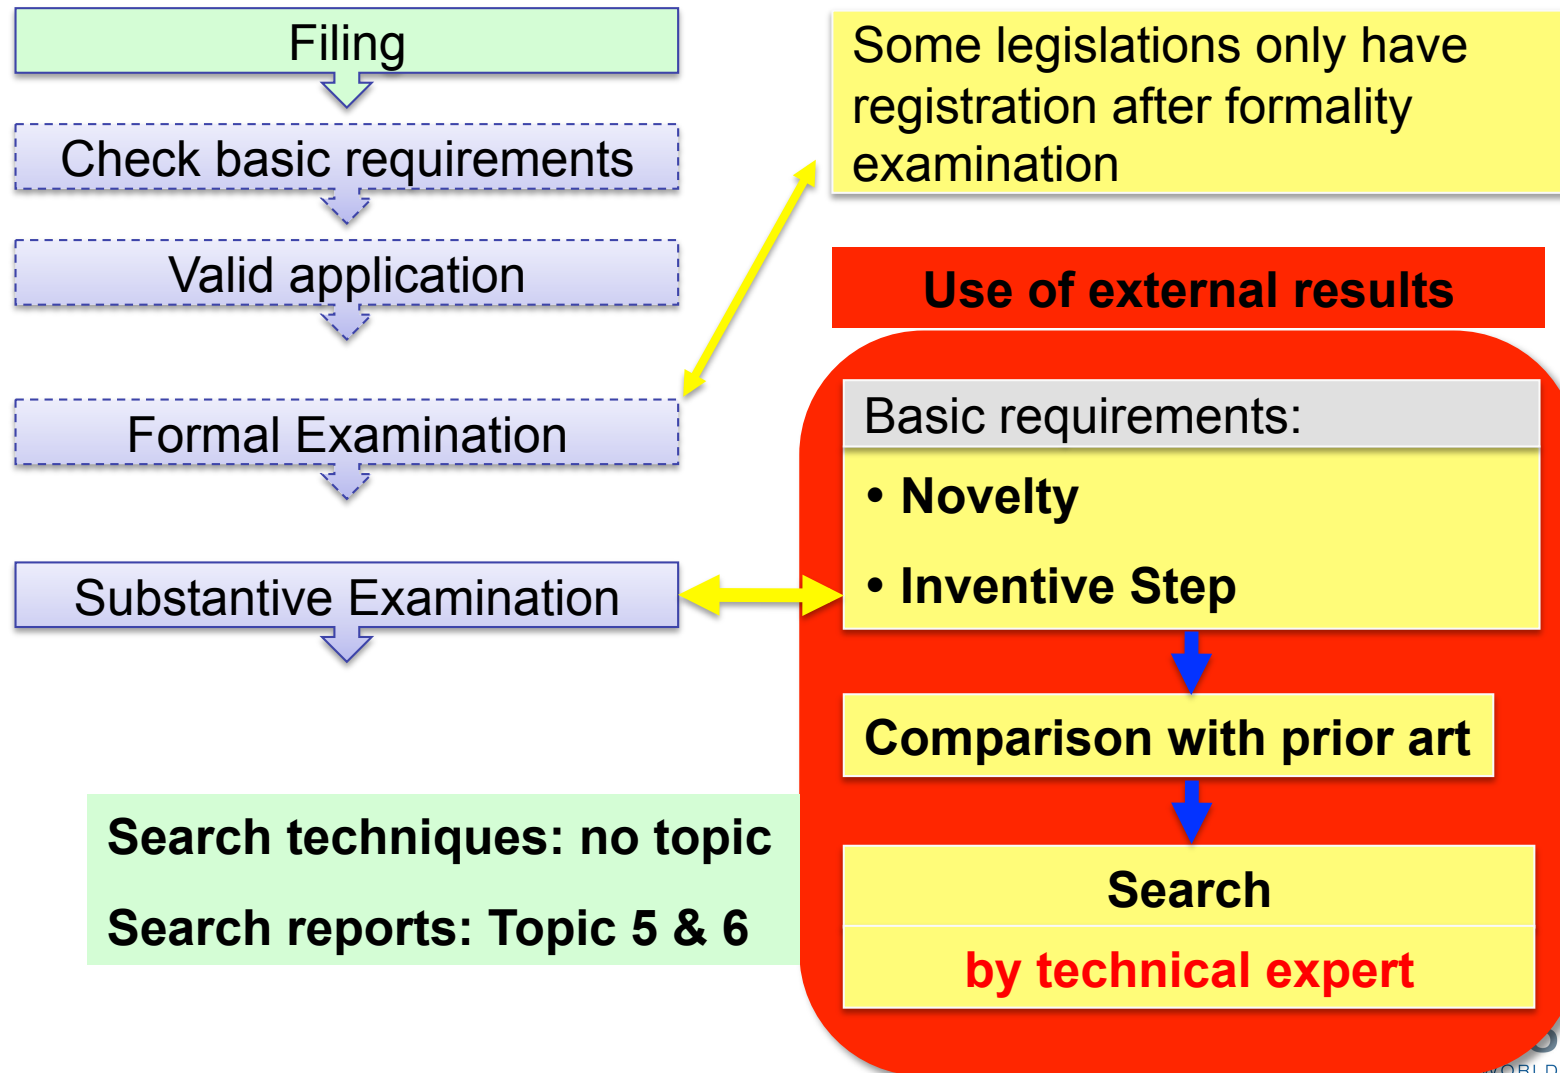 Filing
Check basic requirements
Valid application
Formal Examination
Substantive Examination
Search techniques: no topic
Search reports: Topic 5 & 6
Some legislations only have
registration after formality
examination
Use of external results
Basic requirements:
• Novelty
• Inventive Step
Comparison with prior art
Search
by technical expert